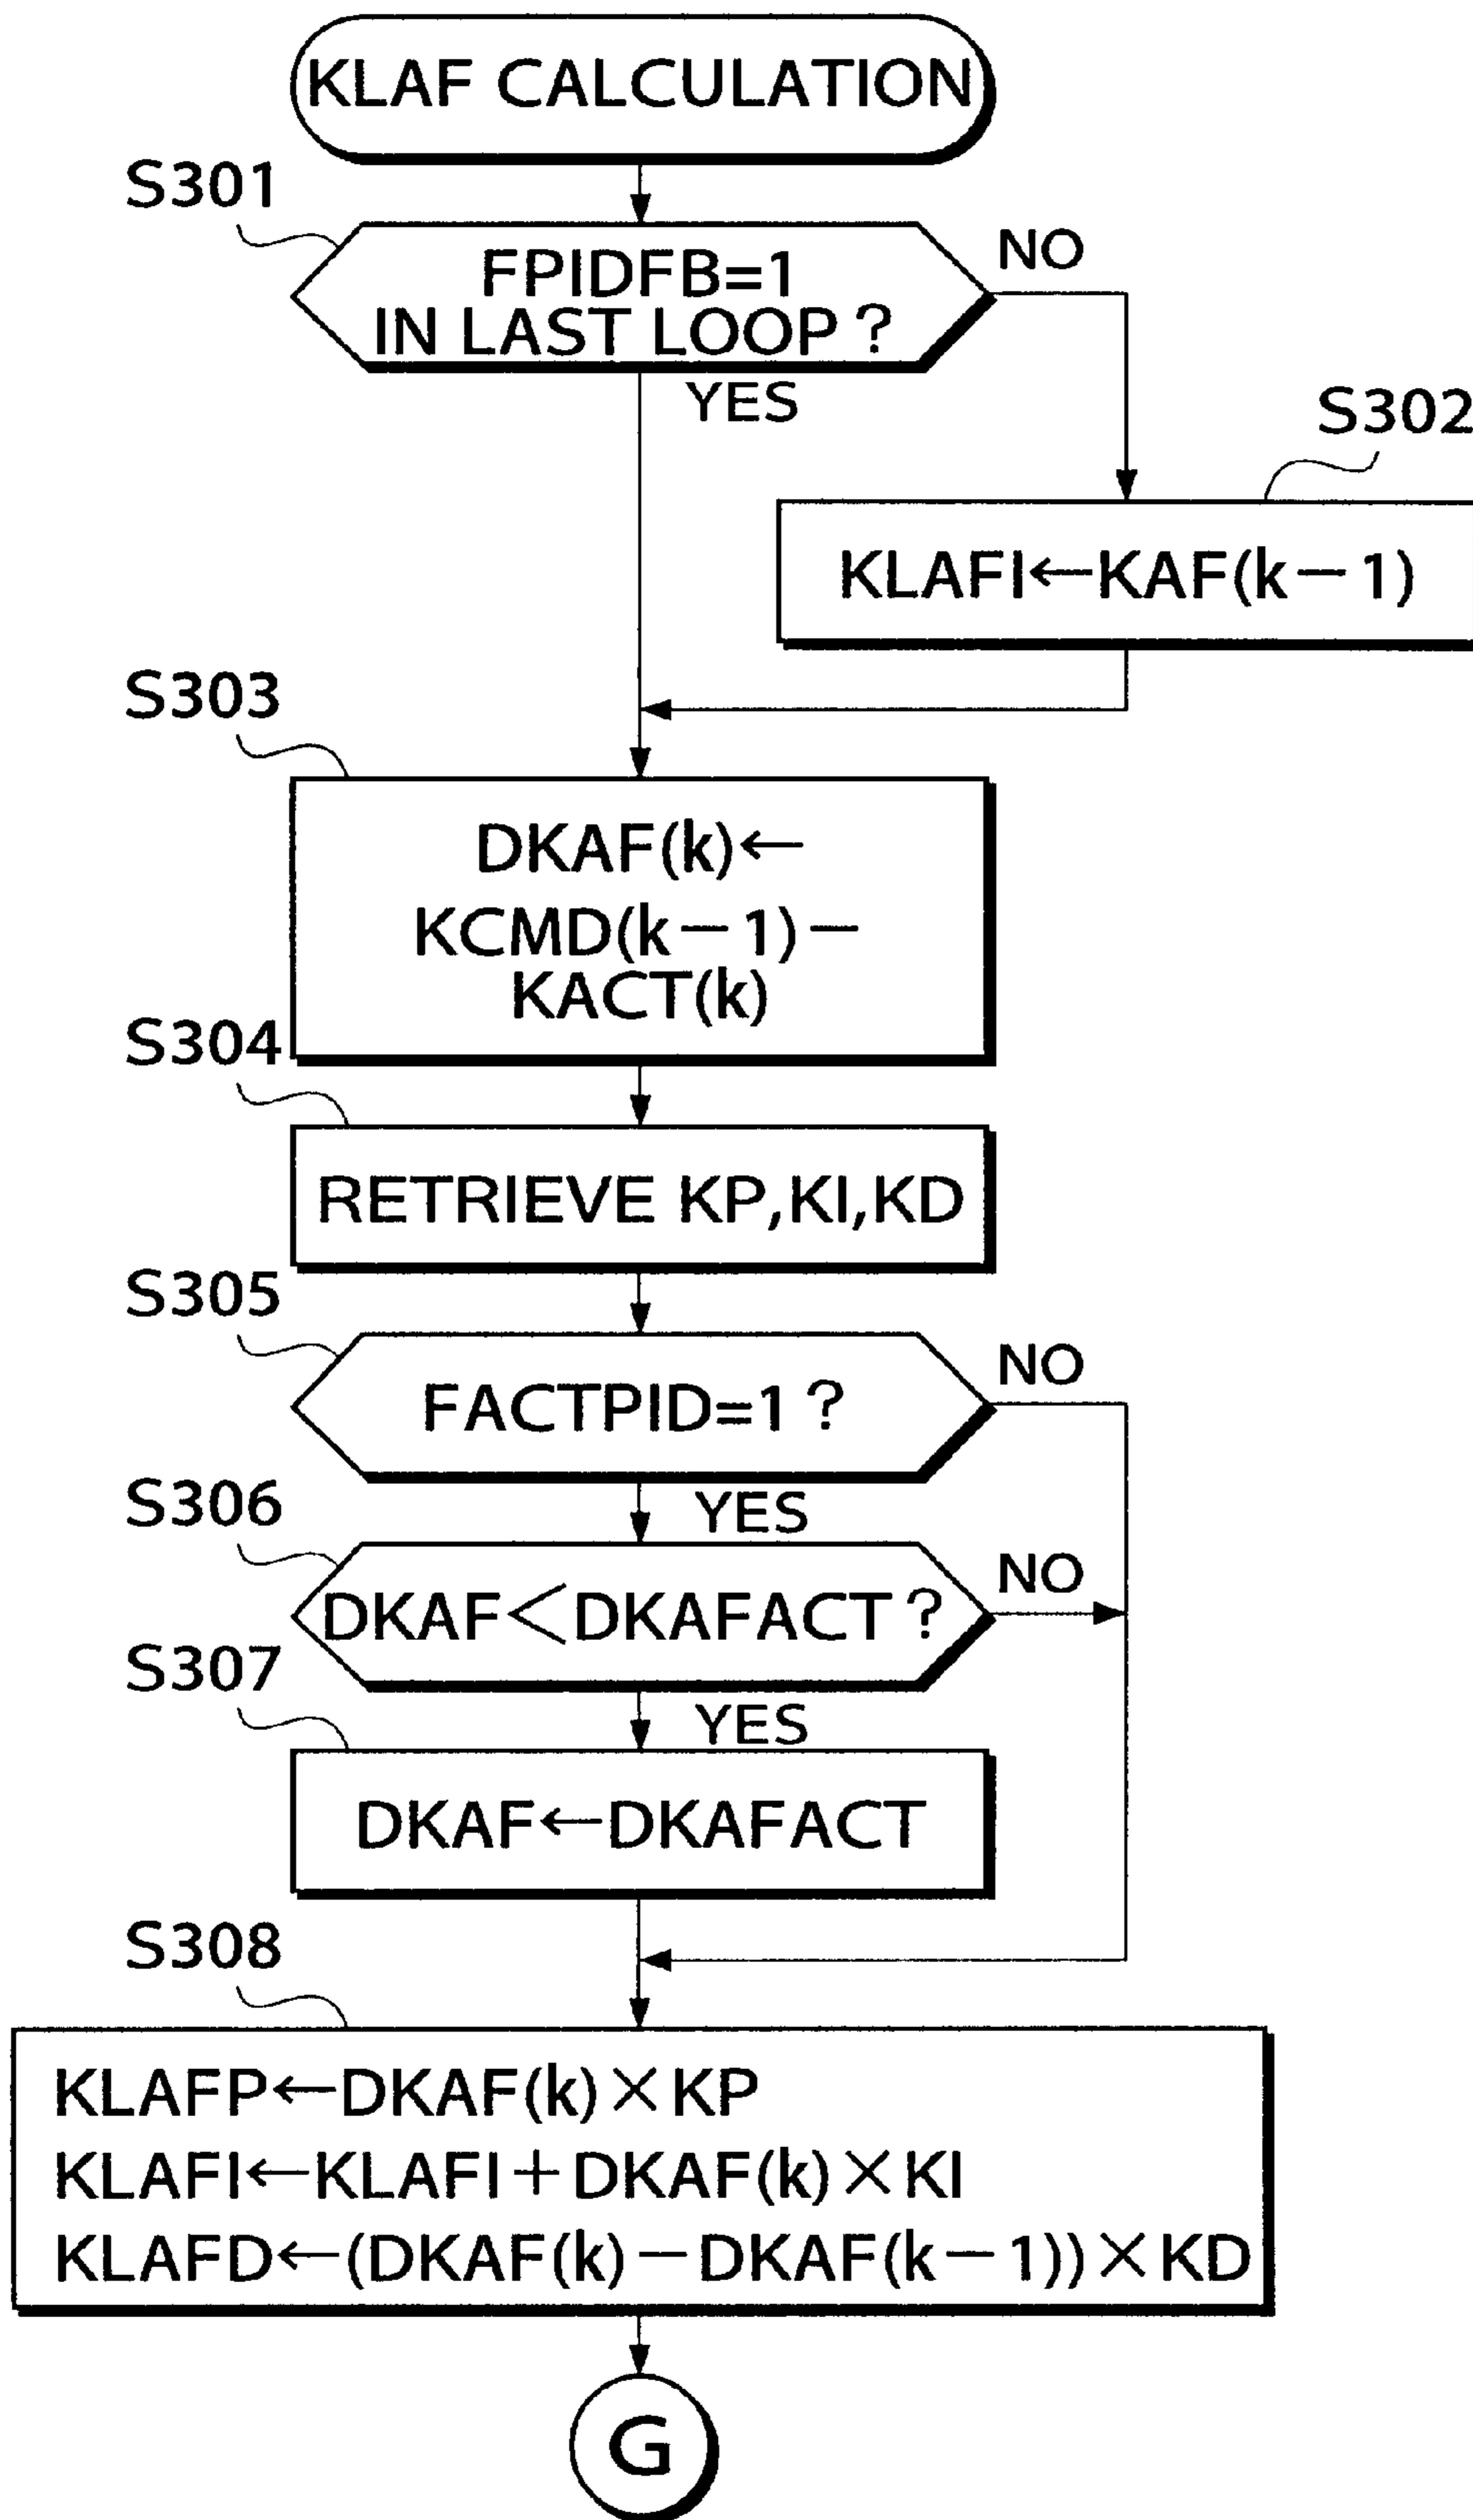 KLAF CALCULATION
S301
FPIDFB=1
IN LAST LOOP ?
NO
YES
S302
KLAFI←KAF(k−1)
S303
DKAF(k)←
KCMD(k−1)−
KACT(k)
S304
RETRIEVE KP,KI,KD
S305
FACTPID=1 ?
NO
YES
S306
DKAF<DKAFACT ?
NO
YES
S307
DKAF←DKAFACT
S308
KLAFP←DKAF(k)×KP
KLAFI←KLAFI+DKAF(k)×KI
KLAFD←(DKAF(k)−DKAF(k−1))×KD
G